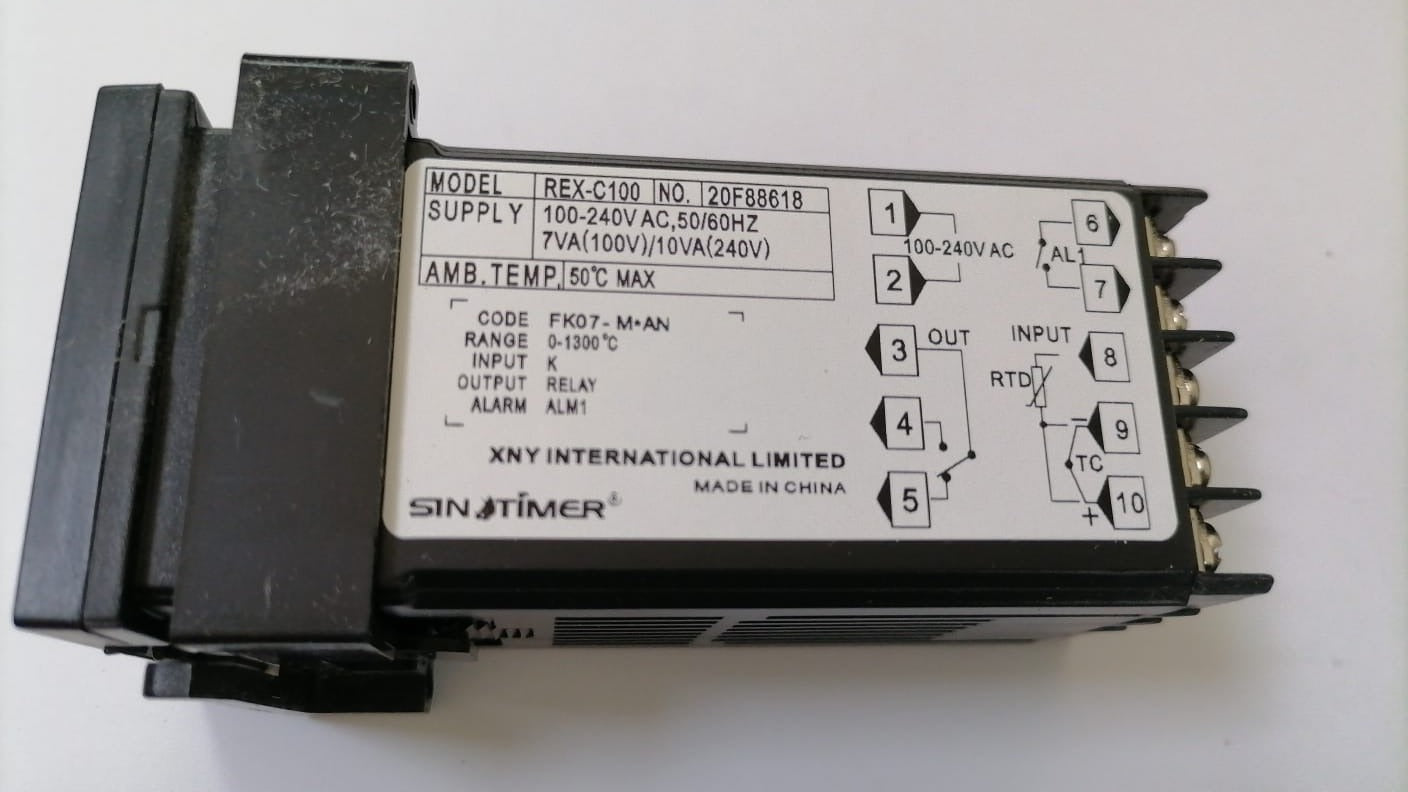 MODEL REX-C100 NO. 20F88618
SUPPLY 100-240V AC,50/60HZ
7VA(100V)/10VA(240V)
AMB.TEMP. 50℃ MAX
CODE FK07-M*AN
RANGE 0-1300℃
INPUT K
OUTPUT RELAY
ALARM ALM1
XNY INTERNATIONAL LIMITED
MADE IN CHINA
SINOTIMER®
1
100-240V AC
2
3 OUT
4
5
6
AL1
7
INPUT 8
RTD
− 9
TC
+ 10